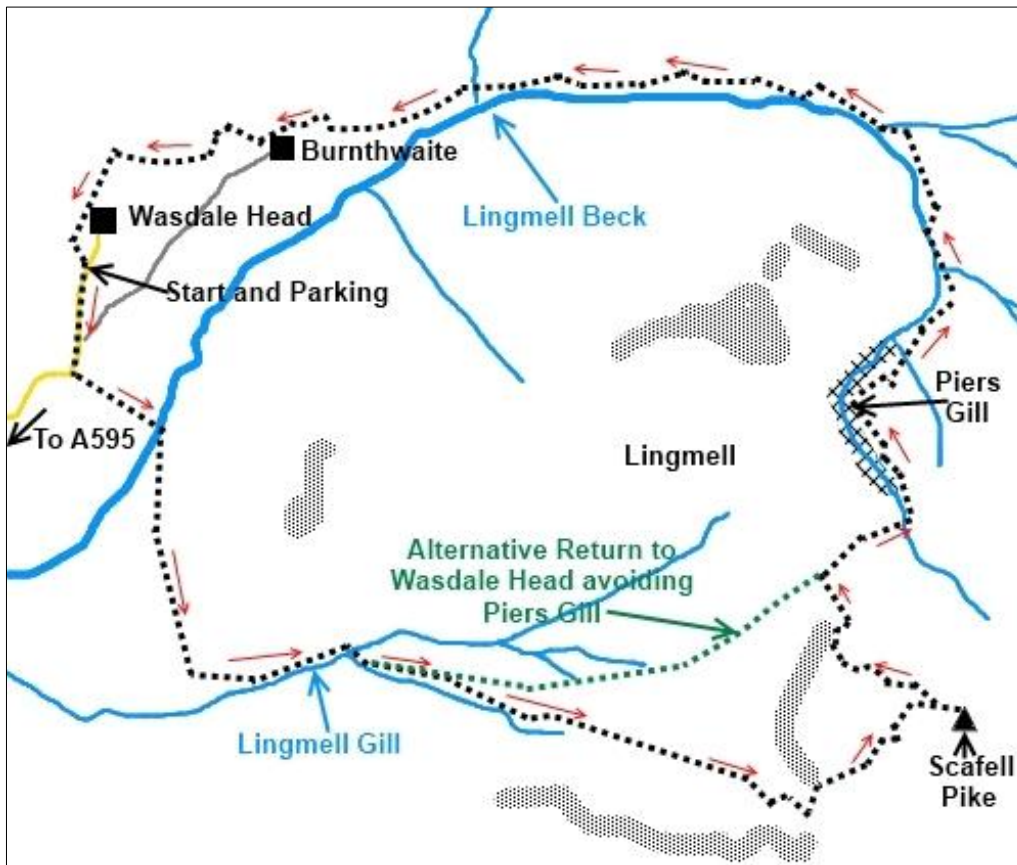 Burnthwaite
Wasdale Head
Lingmell Beck
Start and Parking
Piers
Gill
To A595
Lingmell
Alternative Return to
Wasdale Head avoiding
Piers Gill
Lingmell Gill
Scafell
Pike